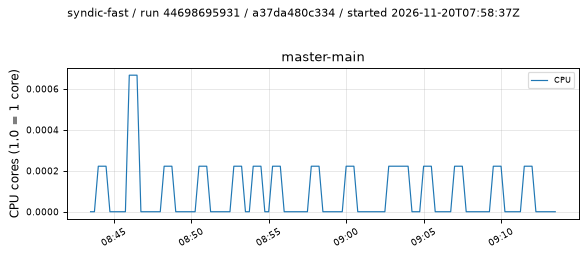 syndic-fast / run 44698695931 / a37da480c334 / started 2026-11-20T07:58:37Z
master-main
CPU
CPU cores (1.0 = 1 core)
0.0006
0.0004
0.0002
0.0000
08:45
08:50
08:55
09:00
09:05
09:10